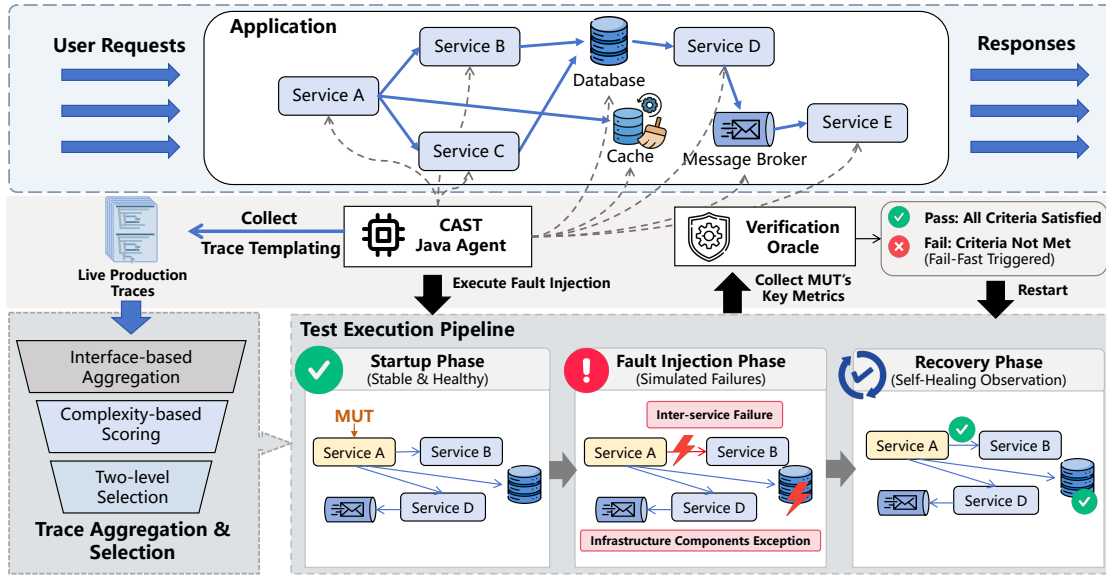 User Requests
Application
Responses
Service A
Service B
Service C
Database
Cache
Service D
Message Broker
Service E
Collect
Trace Templating
Live Production
Traces
CAST
Java Agent
Verification
Oracle
Pass: All Criteria Satisfied
Fail: Criteria Not Met
(Fail-Fast Triggered)
Execute Fault Injection
Collect MUT's
Key Metrics
Restart
Interface-based
Aggregation
Complexity-based
Scoring
Two-level
Selection
Trace Aggregation &
Selection
Test Execution Pipeline
Startup Phase
(Stable & Healthy)
MUT
Service A
Service B
Service D
Fault Injection Phase
(Simulated Failures)
Inter-service Failure
Service A
Service B
Service D
Infrastructure Components Exception
Recovery Phase
(Self-Healing Observation)
Service A
Service B
Service D